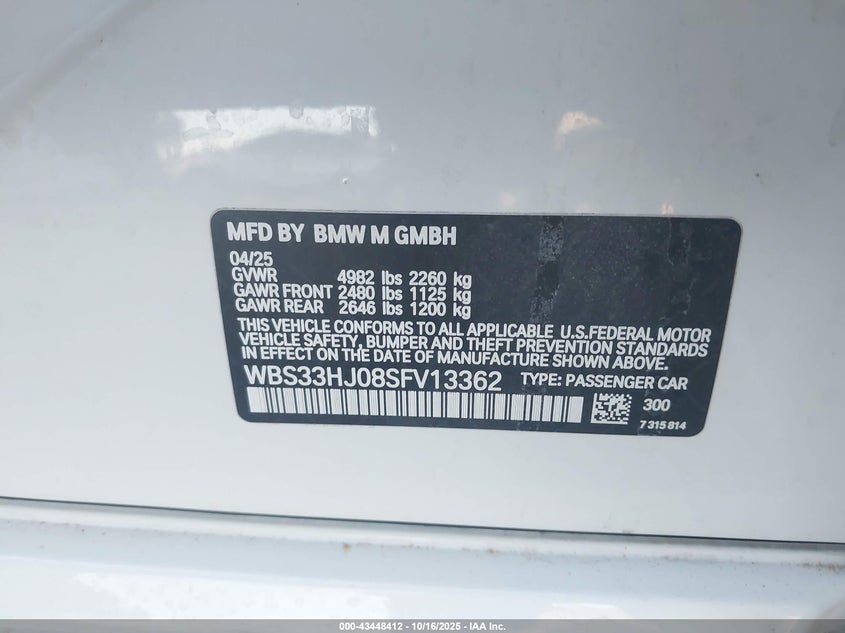 MFD BY BMW M GMBH
04/25
GVWR 4982 lbs 2260 kg
GAWR FRONT 2480 lbs 1125 kg
GAWR REAR 2646 lbs 1200 kg
THIS VEHICLE CONFORMS TO ALL APPLICABLE U.S.FEDERAL MOTOR
VEHICLE SAFETY, BUMPER AND THEFT PREVENTION STANDARDS
IN EFFECT ON THE DATE OF MANUFACTURE SHOWN ABOVE.
WBS33HJ08SFV13362 TYPE: PASSENGER CAR
300
7 315 814
000-43448412 - 10/16/2025 - IAA Inc.